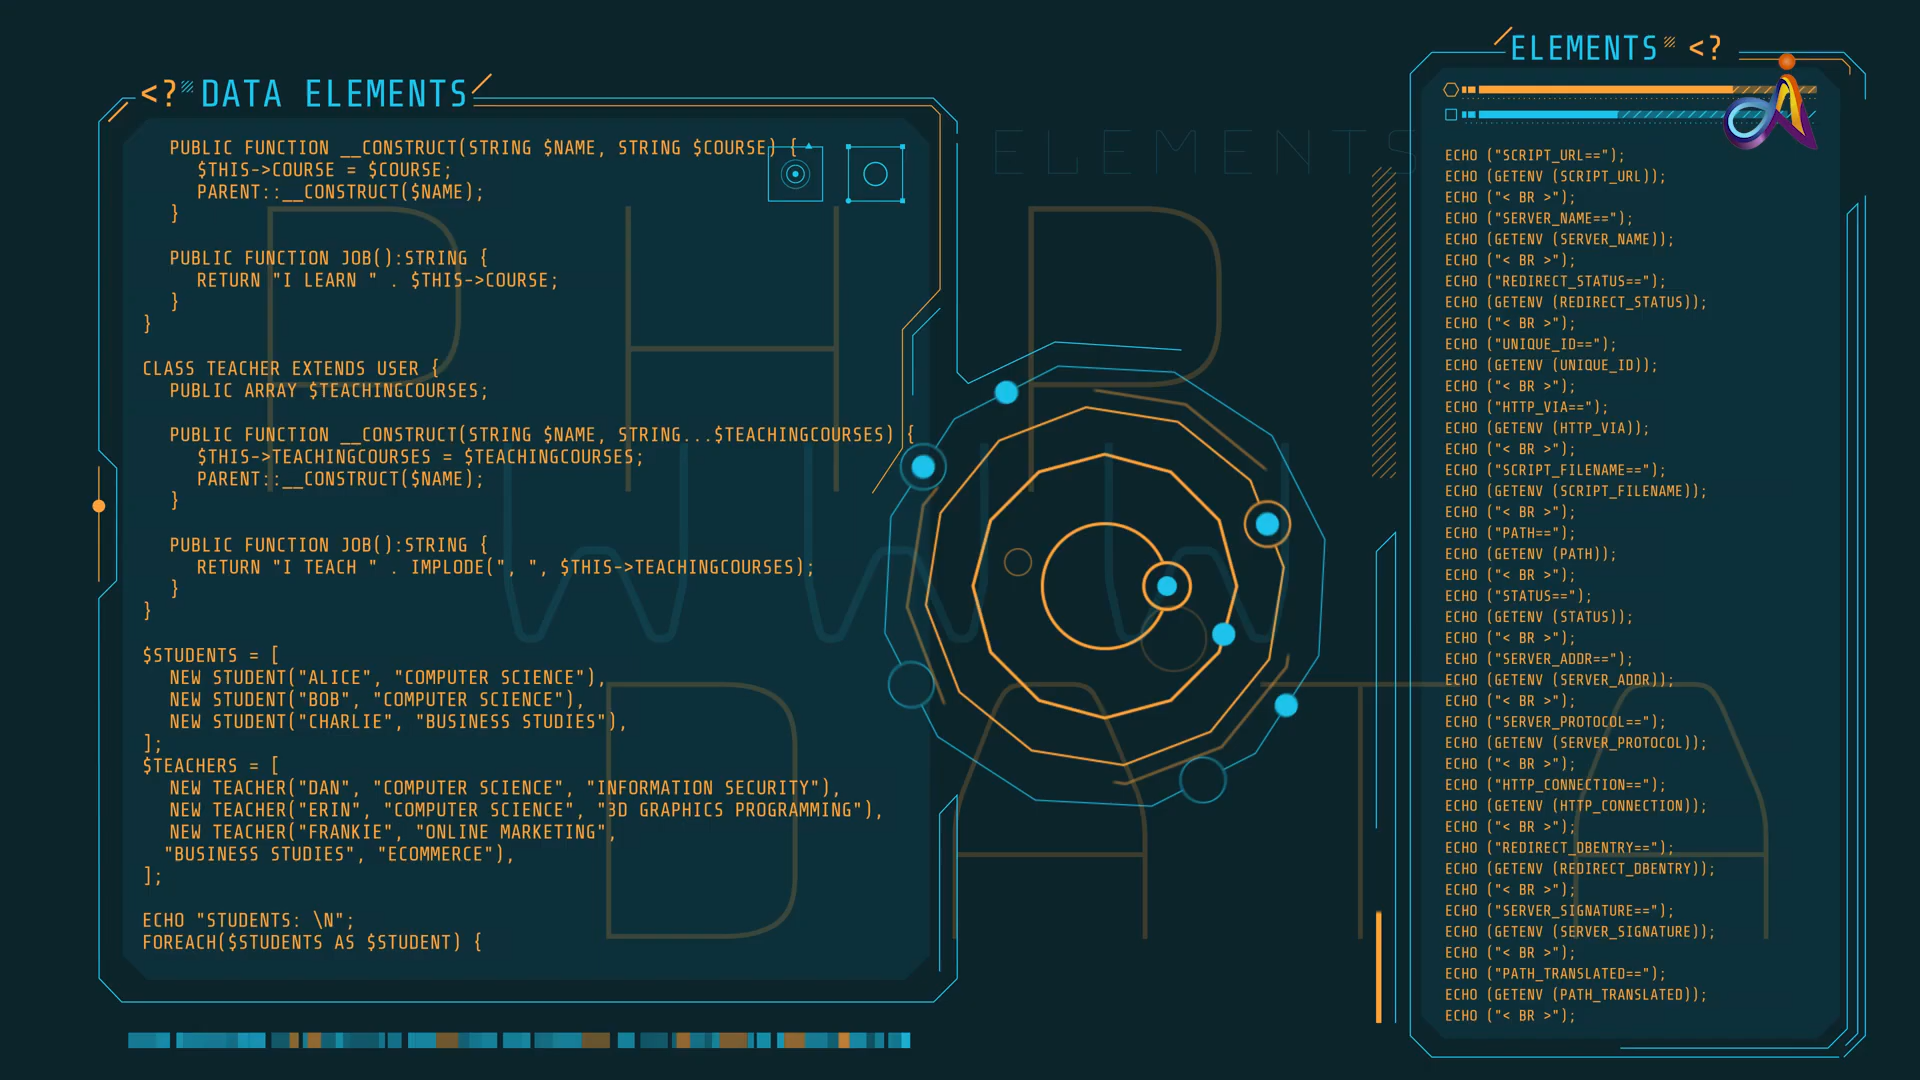 <? DATA ELEMENTS
PUBLIC FUNCTION __CONSTRUCT(STRING $NAME, STRING $COURSE) {
$THIS->COURSE = $COURSE;
PARENT::__CONSTRUCT($NAME);
}
PUBLIC FUNCTION JOB():STRING {
RETURN "I LEARN " . $THIS->COURSE;
}
}
CLASS TEACHER EXTENDS USER {
PUBLIC ARRAY $TEACHINGCOURSES;
PUBLIC FUNCTION __CONSTRUCT(STRING $NAME, STRING...$TEACHINGCOURSES) {
$THIS->TEACHINGCOURSES = $TEACHINGCOURSES;
PARENT::__CONSTRUCT($NAME);
}
PUBLIC FUNCTION JOB():STRING {
RETURN "I TEACH " . IMPLODE(", ", $THIS->TEACHINGCOURSES);
}
}
$STUDENTS = [
NEW STUDENT("ALICE", "COMPUTER SCIENCE"),
NEW STUDENT("BOB", "COMPUTER SCIENCE"),
NEW STUDENT("CHARLIE", "BUSINESS STUDIES"),
];
$TEACHERS = [
NEW TEACHER("DAN", "COMPUTER SCIENCE", "INFORMATION SECURITY"),
NEW TEACHER("ERIN", "COMPUTER SCIENCE", "3D GRAPHICS PROGRAMMING"),
NEW TEACHER("FRANKIE", "ONLINE MARKETING",
"BUSINESS STUDIES", "ECOMMERCE"),
];
ECHO "STUDENTS: \N";
FOREACH($STUDENTS AS $STUDENT) {
ELEMENTS
PHP
WWW
DATA
ELEMENTS <?
ECHO ("SCRIPT_URL==");
ECHO (GETENV (SCRIPT_URL));
ECHO ("< BR >");
ECHO ("SERVER_NAME==");
ECHO (GETENV (SERVER_NAME));
ECHO ("< BR >");
ECHO ("REDIRECT_STATUS==");
ECHO (GETENV (REDIRECT_STATUS));
ECHO ("< BR >");
ECHO ("UNIQUE_ID==");
ECHO (GETENV (UNIQUE_ID));
ECHO ("< BR >");
ECHO ("HTTP_VIA==");
ECHO (GETENV (HTTP_VIA));
ECHO ("< BR >");
ECHO ("SCRIPT_FILENAME==");
ECHO (GETENV (SCRIPT_FILENAME));
ECHO ("< BR >");
ECHO ("PATH==");
ECHO (GETENV (PATH));
ECHO ("< BR >");
ECHO ("STATUS==");
ECHO (GETENV (STATUS));
ECHO ("< BR >");
ECHO ("SERVER_ADDR==");
ECHO (GETENV (SERVER_ADDR));
ECHO ("< BR >");
ECHO ("SERVER_PROTOCOL==");
ECHO (GETENV (SERVER_PROTOCOL));
ECHO ("< BR >");
ECHO ("HTTP_CONNECTION==");
ECHO (GETENV (HTTP_CONNECTION));
ECHO ("< BR >");
ECHO ("REDIRECT_DBENTRY==");
ECHO (GETENV (REDIRECT_DBENTRY));
ECHO ("< BR >");
ECHO ("SERVER_SIGNATURE==");
ECHO (GETENV (SERVER_SIGNATURE));
ECHO ("< BR >");
ECHO ("PATH_TRANSLATED==");
ECHO (GETENV (PATH_TRANSLATED));
ECHO ("< BR >");